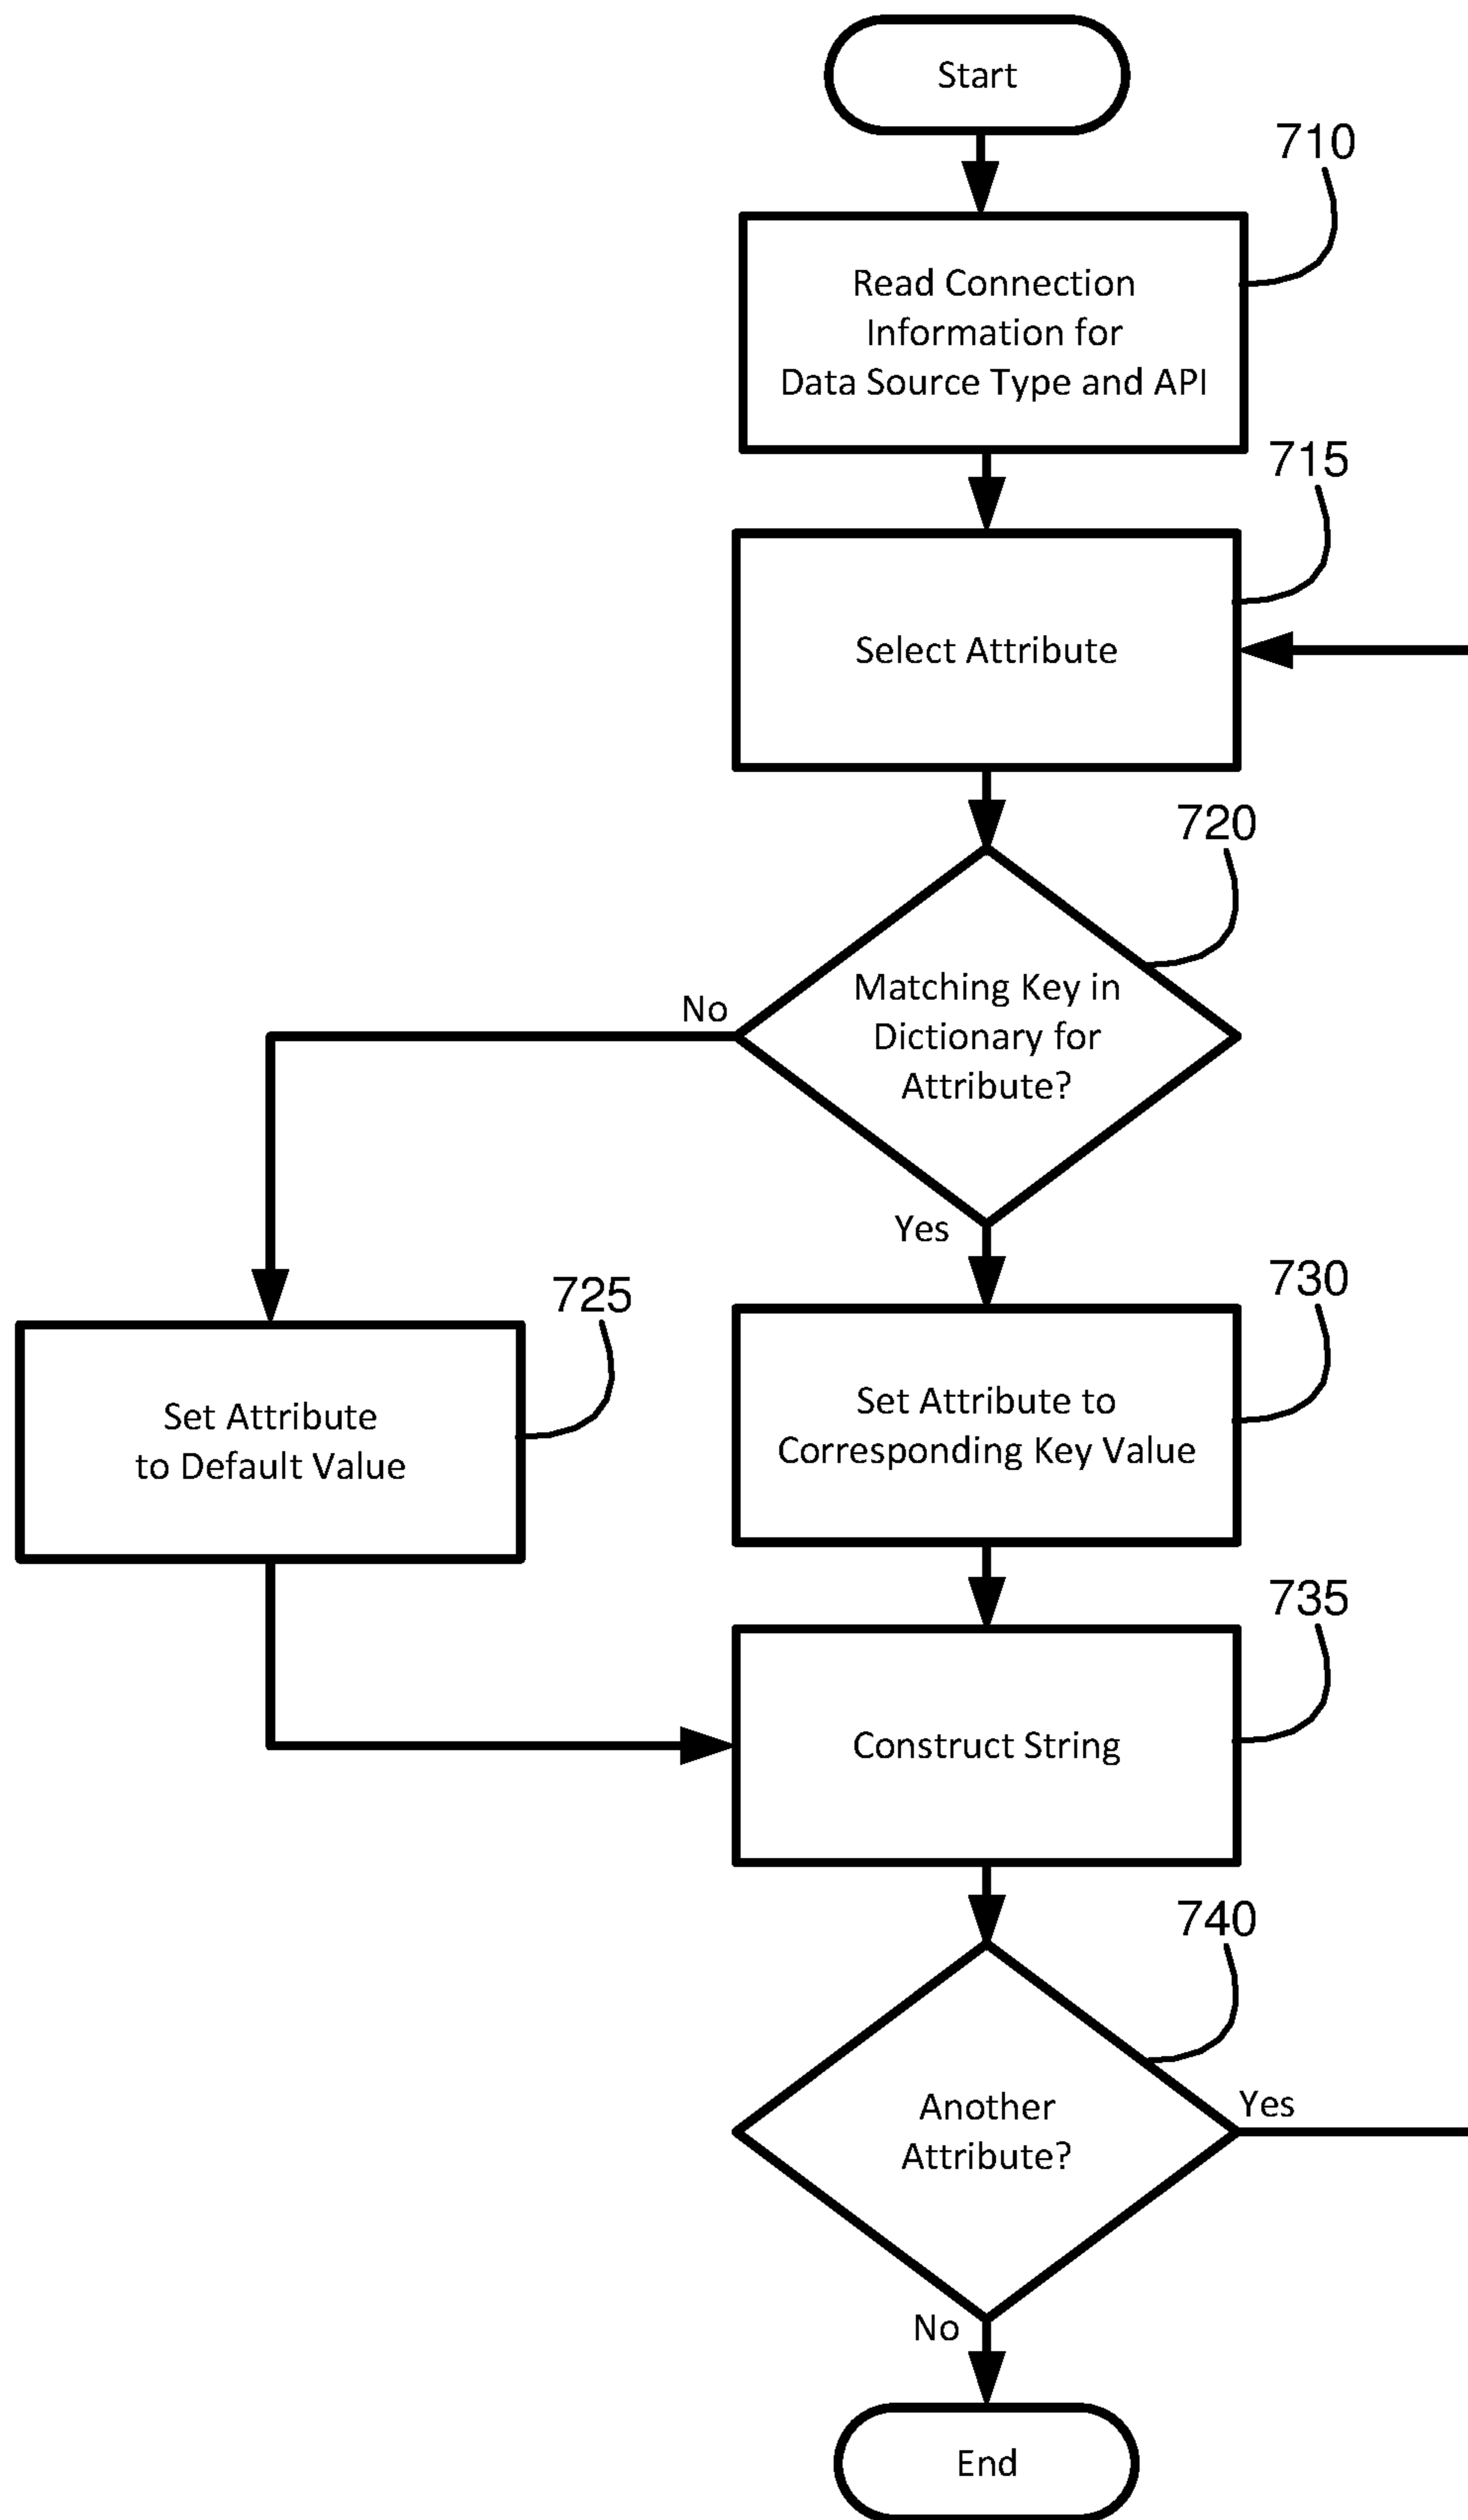 Start
710
Read Connection
Information for
Data Source Type and API
715
Select Attribute
720
Matching Key in
Dictionary for
Attribute?
No
Yes
725
730
Set Attribute
to Default Value
Set Attribute to
Corresponding Key Value
735
Construct String
740
Another
Attribute?
Yes
No
End